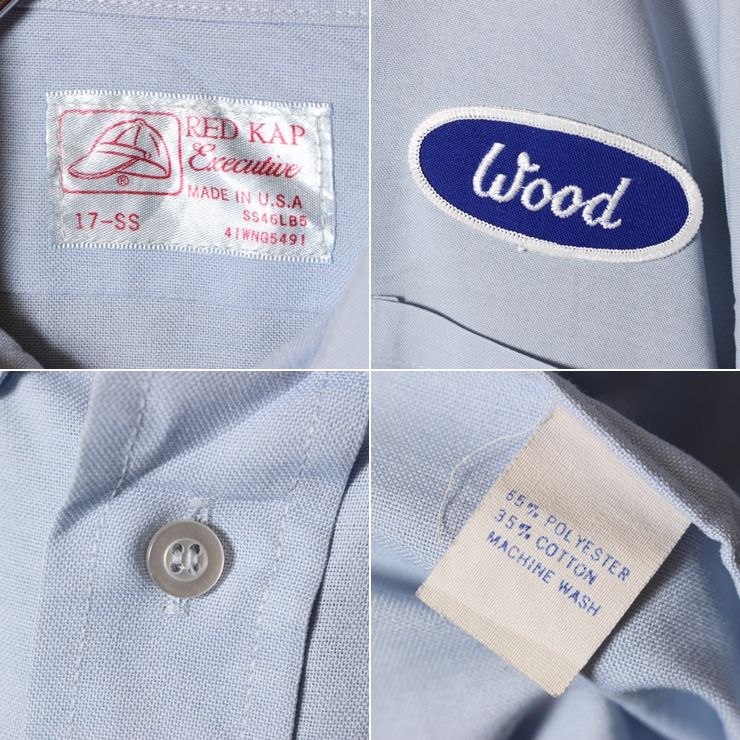 RED KAP
Executive
®
MADE IN U.S.A
17-SS
SS46LB5
41WNG5491
Wood
65% POLYESTER
35% COTTON
MACHINE WASH